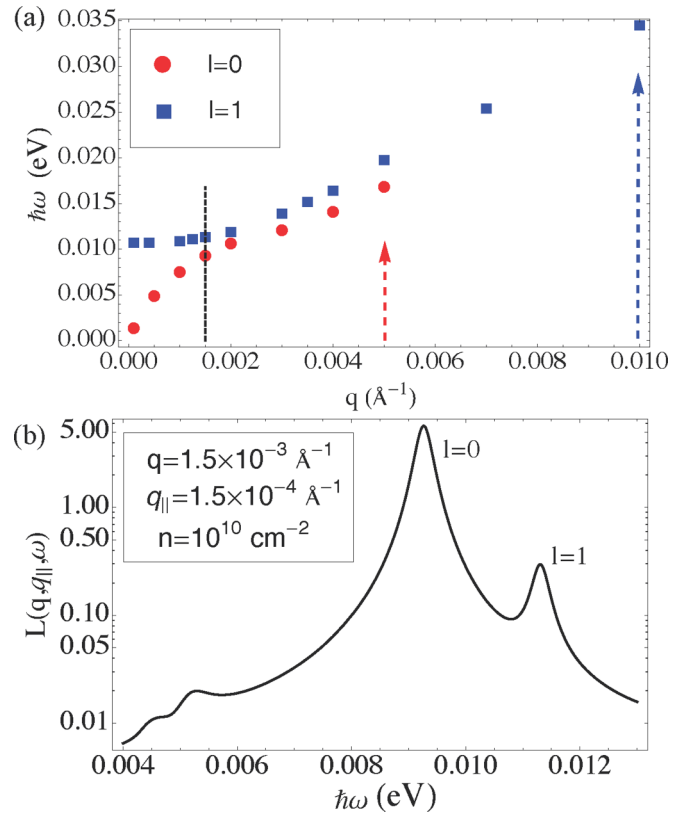 (a)
0.035
0.030
0.025
0.020
0.015
0.010
0.005
0.000
ħω (eV)
l=0
l=1
0.000 0.002 0.004 0.006 0.008 0.010
q (Å⁻¹)
(b)
5.00
1.00
0.50
0.10
0.05
0.01
L(q,q||,ω)
q=1.5×10⁻³ Å⁻¹
q||=1.5×10⁻⁴ Å⁻¹
n=10¹⁰ cm⁻²
l=0
l=1
0.004 0.006 0.008 0.010 0.012
ħω (eV)